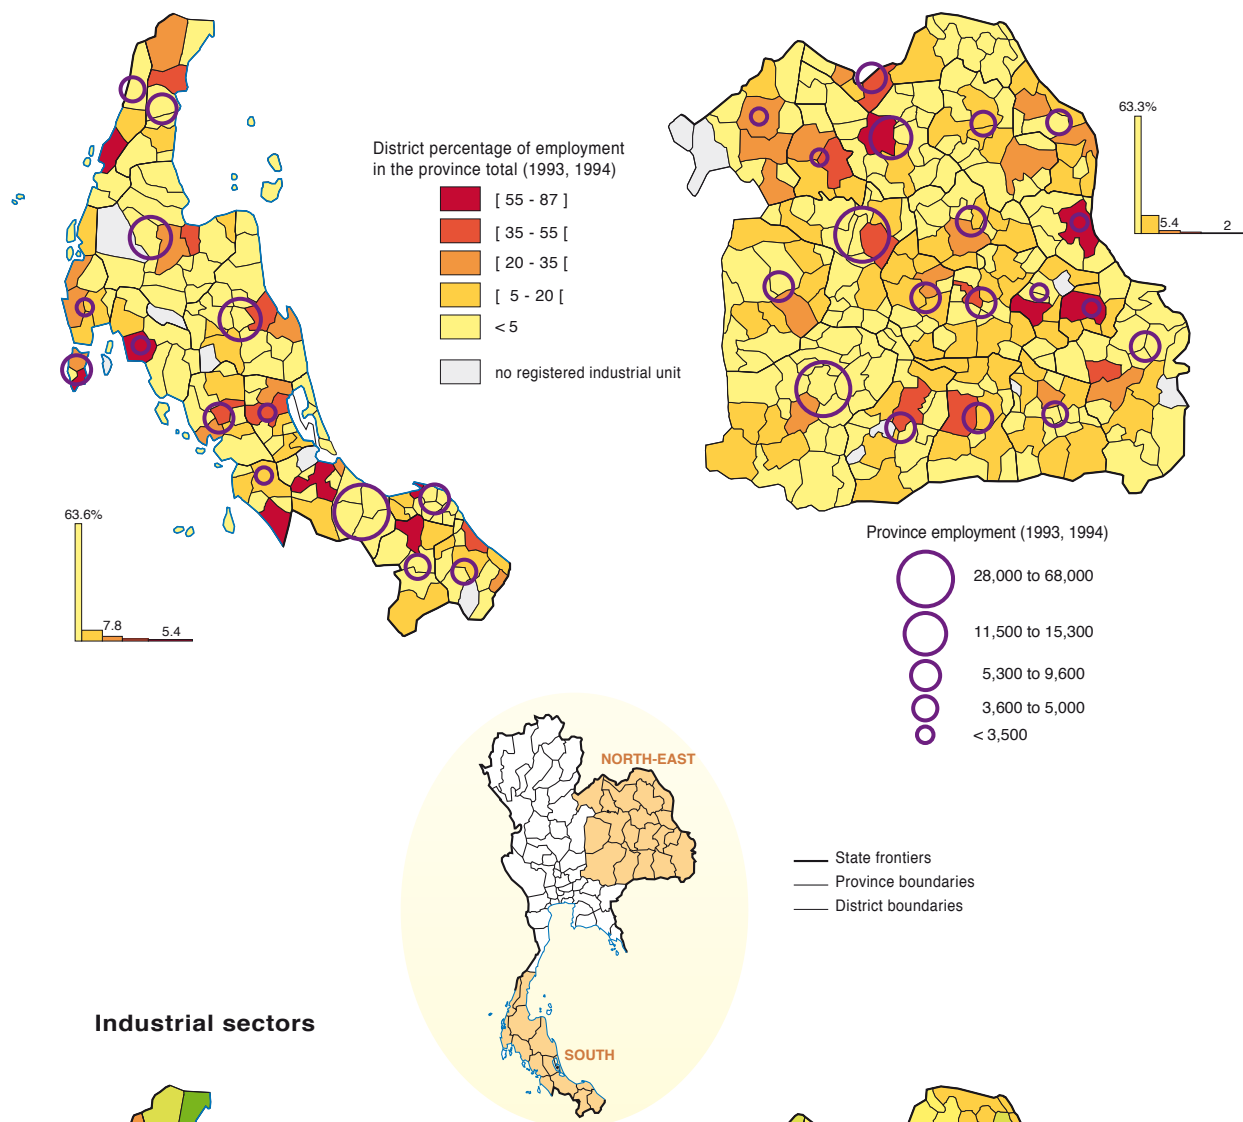 District percentage of employment
in the province total (1993, 1994)
[ 55 - 87 ]
[ 35 - 55 [
[ 20 - 35 [
[ 5 - 20 [
< 5
no registered industrial unit
63.3%
5.4
2
63.6%
7.8
5.4
Province employment (1993, 1994)
28,000 to 68,000
11,500 to 15,300
5,300 to 9,600
3,600 to 5,000
< 3,500
NORTH-EAST
SOUTH
State frontiers
Province boundaries
District boundaries
Industrial sectors